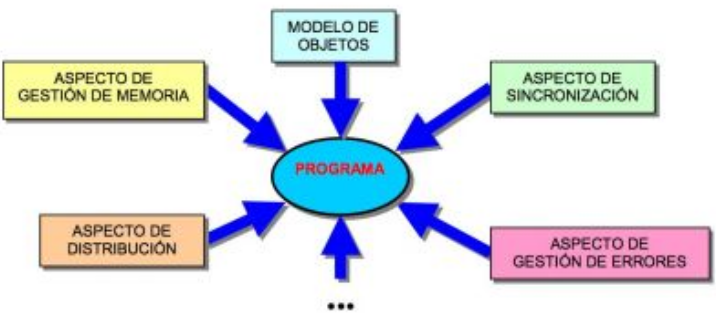 MODELO DE
OBJETOS
ASPECTO DE
GESTIÓN DE MEMORIA
ASPECTO DE
SINCRONIZACIÓN
PROGRAMA
ASPECTO DE
DISTRIBUCIÓN
ASPECTO DE
GESTIÓN DE ERRORES
...